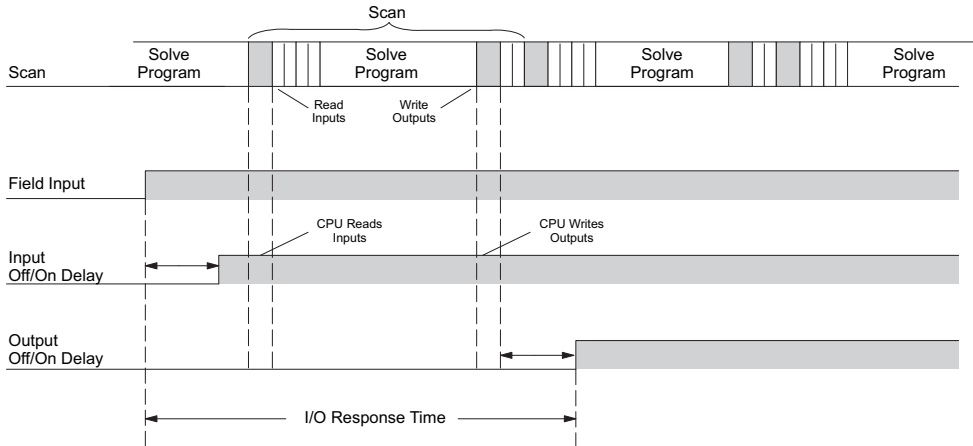 Scan
Solve
Program
Solve
Program
Solve
Program
Solve
Program
Scan
Read
Inputs
Write
Outputs
Field Input
CPU Reads
Inputs
CPU Writes
Outputs
Input
Off/On Delay
Output
Off/On Delay
I/O Response Time